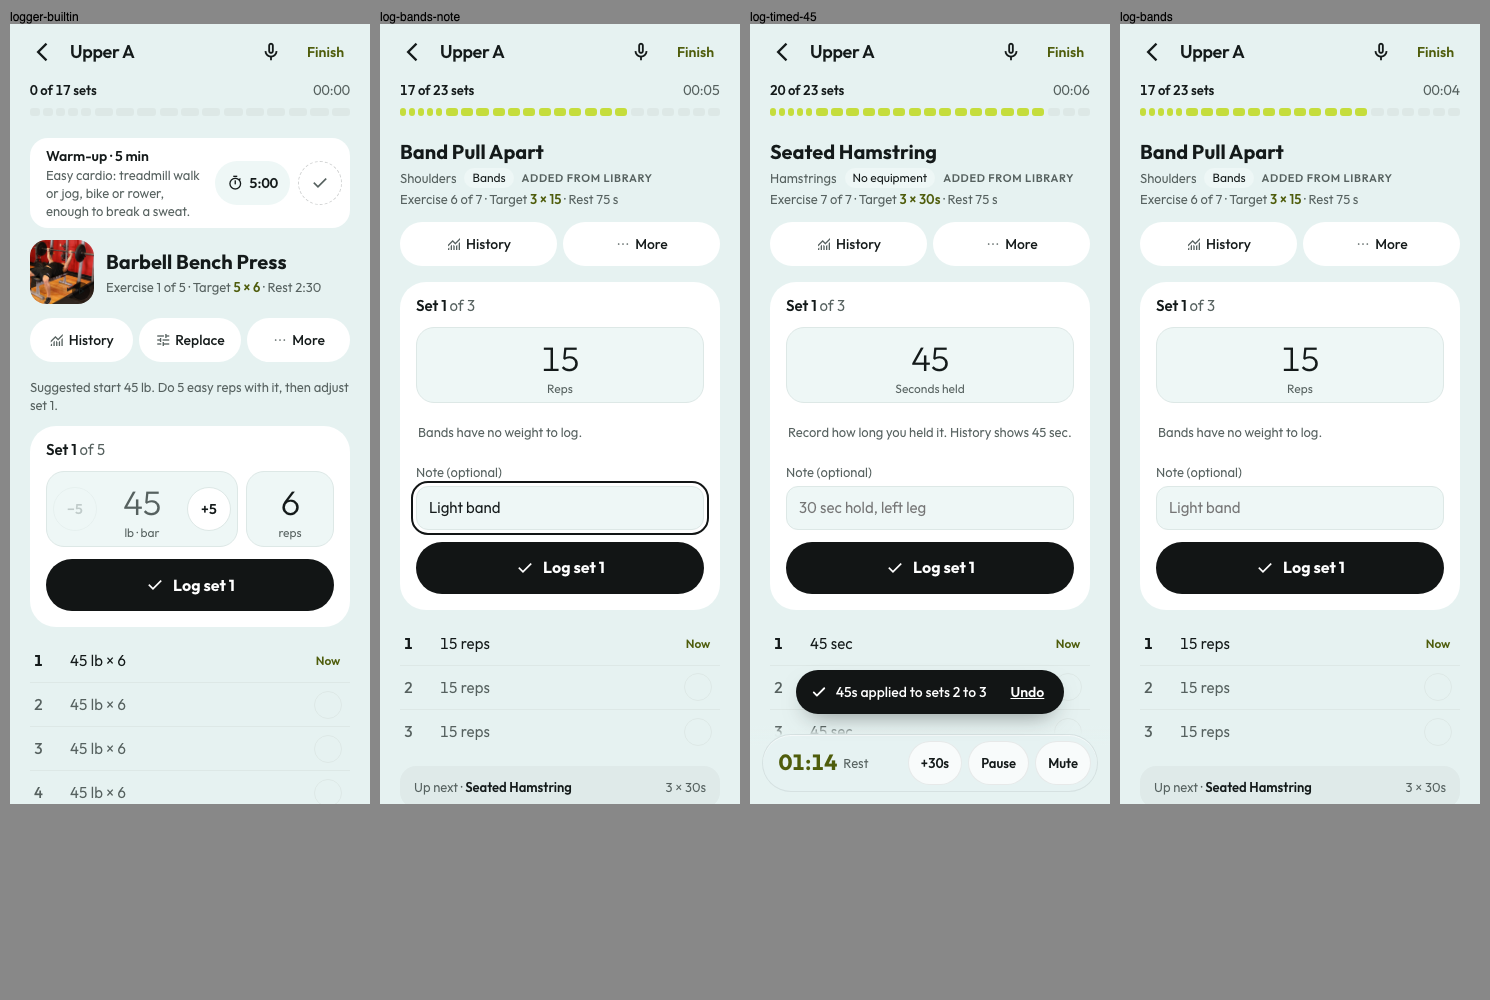 logger-builtin
Upper A
Finish
0 of 17 sets
00:00
Warm-up · 5 min
Easy cardio: treadmill walk
or jog, bike or rower,
enough to break a sweat.
5:00
Barbell Bench Press
Exercise 1 of 5 · Target 5 × 6 · Rest 2:30
History
Replace
More
Suggested start 45 lb. Do 5 easy reps with it, then adjust
set 1.
Set 1 of 5
−5
45
lb · bar
+5
6
reps
Log set 1
1 45 lb × 6 Now
2 45 lb × 6
3 45 lb × 6
4 45 lb × 6
log-bands-note
Upper A
Finish
17 of 23 sets
00:05
Band Pull Apart
Shoulders Bands ADDED FROM LIBRARY
Exercise 6 of 7 · Target 3 × 15 · Rest 75 s
History
More
Set 1 of 3
15
Reps
Bands have no weight to log.
Note (optional)
Light band
Log set 1
1 15 reps Now
2 15 reps
3 15 reps
Up next · Seated Hamstring 3 × 30s
log-timed-45
Upper A
Finish
20 of 23 sets
00:06
Seated Hamstring
Hamstrings No equipment ADDED FROM LIBRARY
Exercise 7 of 7 · Target 3 × 30s · Rest 75 s
History
More
Set 1 of 3
45
Seconds held
Record how long you held it. History shows 45 sec.
Note (optional)
30 sec hold, left leg
Log set 1
1 45 sec Now
2
45s applied to sets 2 to 3 Undo
3 45 sec
01:14 Rest
+30s
Pause
Mute
log-bands
Upper A
Finish
17 of 23 sets
00:04
Band Pull Apart
Shoulders Bands ADDED FROM LIBRARY
Exercise 6 of 7 · Target 3 × 15 · Rest 75 s
History
More
Set 1 of 3
15
Reps
Bands have no weight to log.
Note (optional)
Light band
Log set 1
1 15 reps Now
2 15 reps
3 15 reps
Up next · Seated Hamstring 3 × 30s